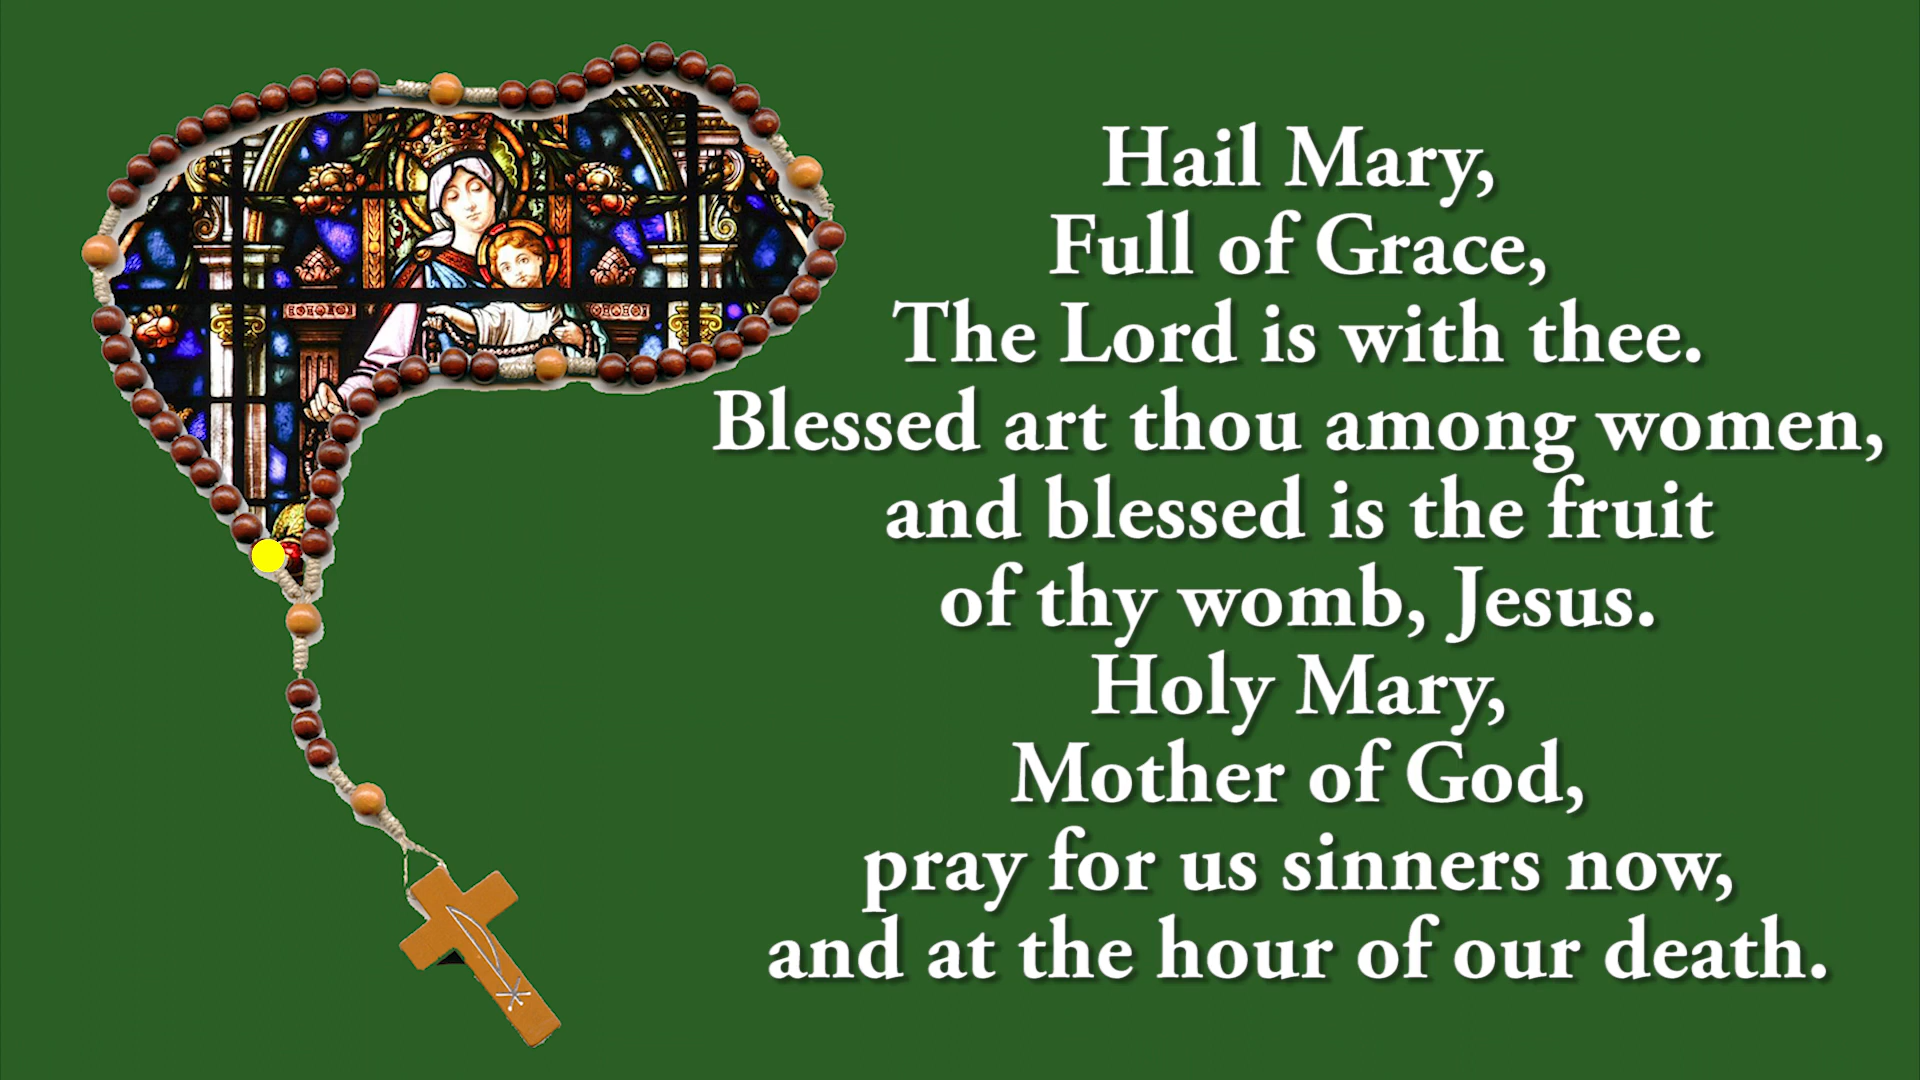 Hail Mary,
Full of Grace,
The Lord is with thee.
Blessed art thou among women,
and blessed is the fruit
of thy womb, Jesus.
Holy Mary,
Mother of God,
pray for us sinners now,
and at the hour of our death.